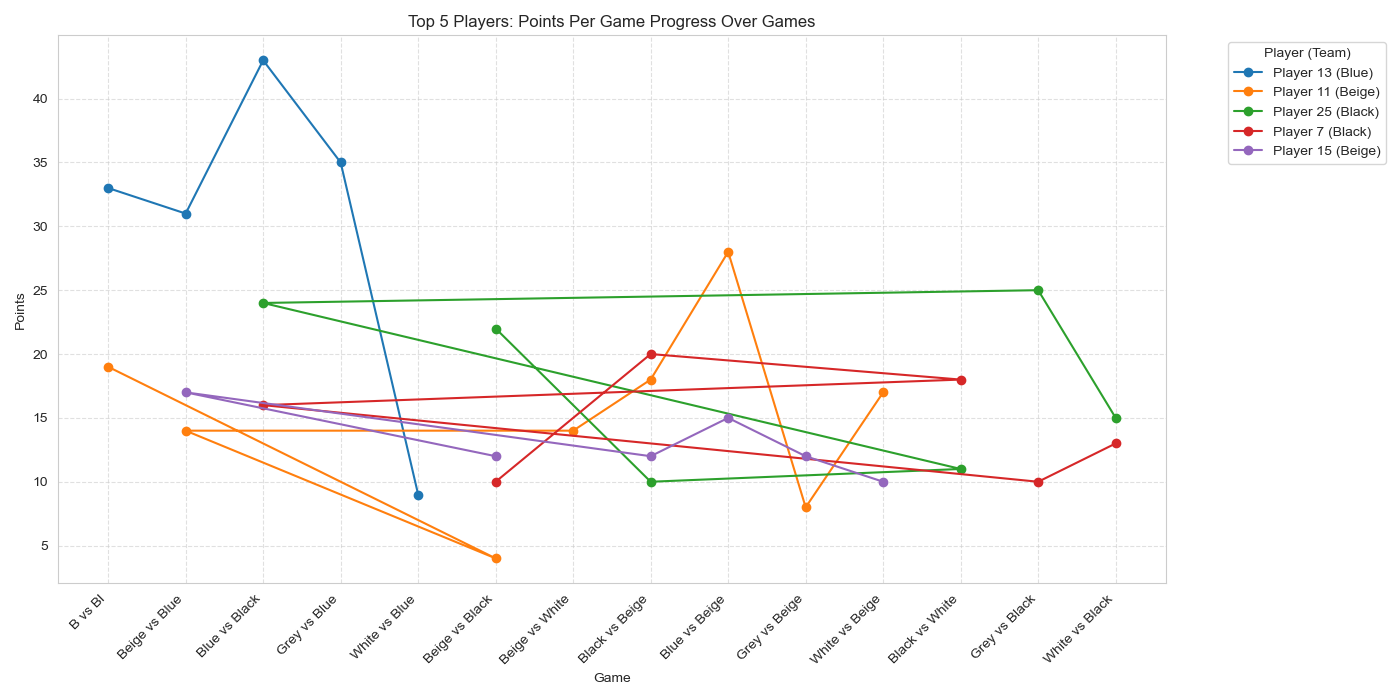 Top 5 Players: Points Per Game Progress Over Games
Player (Team)
Player 13 (Blue)
Player 11 (Beige)
Player 25 (Black)
Player 7 (Black)
Player 15 (Beige)
Points
40
35
30
25
20
15
10
5
B vs Bl
Beige vs Blue
Blue vs Black
Grey vs Blue
White vs Blue
Beige vs Black
Beige vs White
Black vs Beige
Blue vs Beige
Grey vs Beige
White vs Beige
Black vs White
Grey vs Black
White vs Black
Game